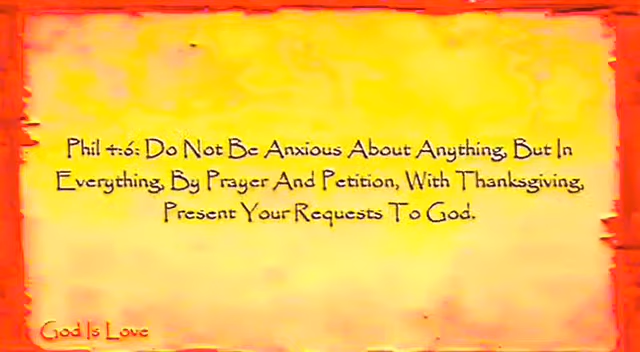 Phil 4:6: Do Not Be Anxious About Anything, But In
Everything, By Prayer And Petition, With Thanksgiving,
Present Your Requests To God.
God Is Love